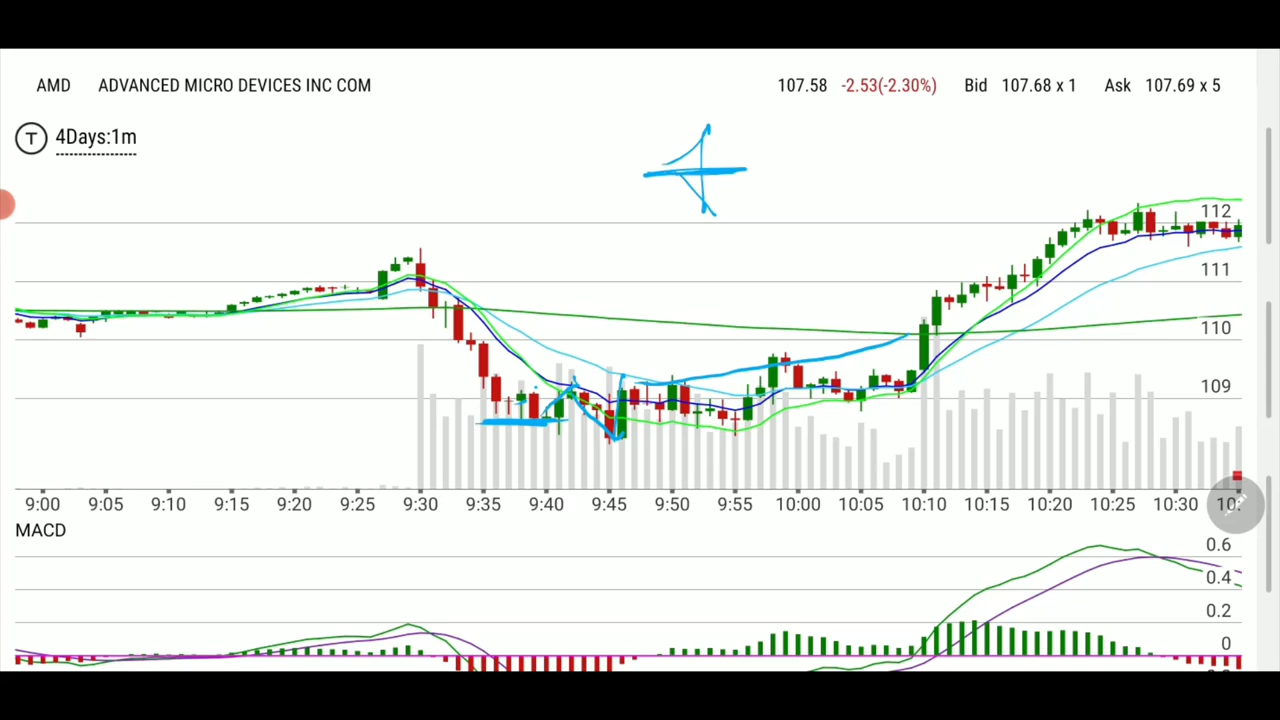 AMD ADVANCED MICRO DEVICES INC COM 107.58 -2.53(-2.30%) Bid 107.68 x 1 Ask 107.69 x 5
T 4Days:1m
112
111
110
109
9:00 9:05 9:10 9:15 9:20 9:25 9:30 9:35 9:40 9:45 9:50 9:55 10:00 10:05 10:10 10:15 10:20 10:25 10:30 10:
MACD
0.6
0.4
0.2
0